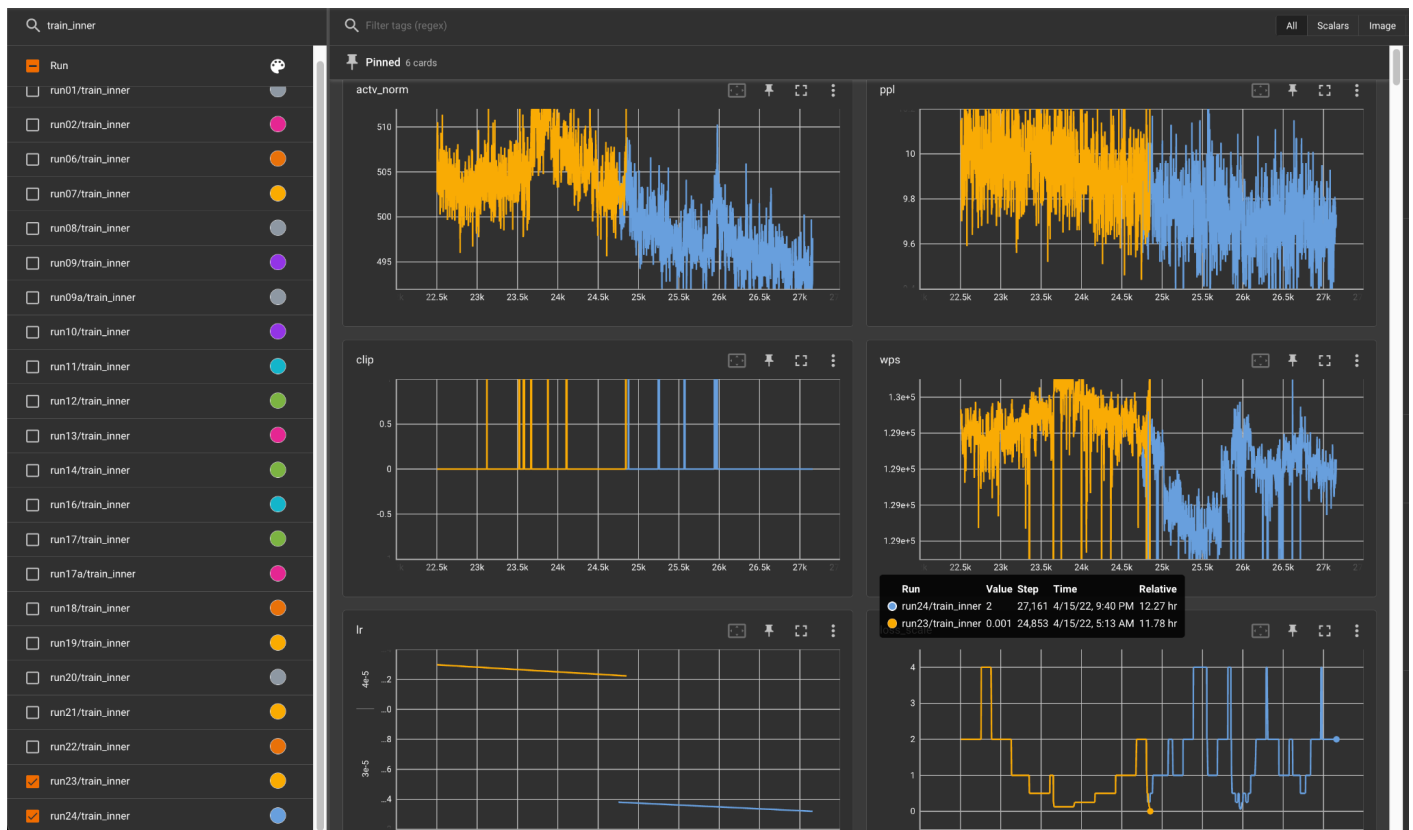 train_inner
Filter tags (regex)
All Scalars Image
Run
Pinned 6 cards
run01/train_inner
run02/train_inner
run06/train_inner
run07/train_inner
run08/train_inner
run09/train_inner
run09a/train_inner
run10/train_inner
run11/train_inner
run12/train_inner
run13/train_inner
run14/train_inner
run16/train_inner
run17/train_inner
run17a/train_inner
run18/train_inner
run19/train_inner
run20/train_inner
run21/train_inner
run22/train_inner
run23/train_inner
run24/train_inner
actv_norm
510
505
500
495
22.5k 23k 23.5k 24k 24.5k 25k 25.5k 26k 26.5k 27k
ppl
10
9.8
9.6
22.5k 23k 23.5k 24k 24.5k 25k 25.5k 26k 26.5k 27k
clip
0.5
0
-0.5
22.5k 23k 23.5k 24k 24.5k 25k 25.5k 26k 26.5k 27k
wps
1.3e+5
1.29e+5
1.29e+5
1.29e+5
1.29e+5
22.5k 23k 23.5k 24k 24.5k 25k 25.5k 26k 26.5k 27k
Run Value Step Time Relative
run24/train_inner 2 27,161 4/15/22, 9:40 PM 12.27 hr
run23/train_inner 0.001 24,853 4/15/22, 5:13 AM 11.78 hr
lr
4e-5
...2
...0
...8
3e-5
...6
...4
loss_scale
4
3
2
1
0